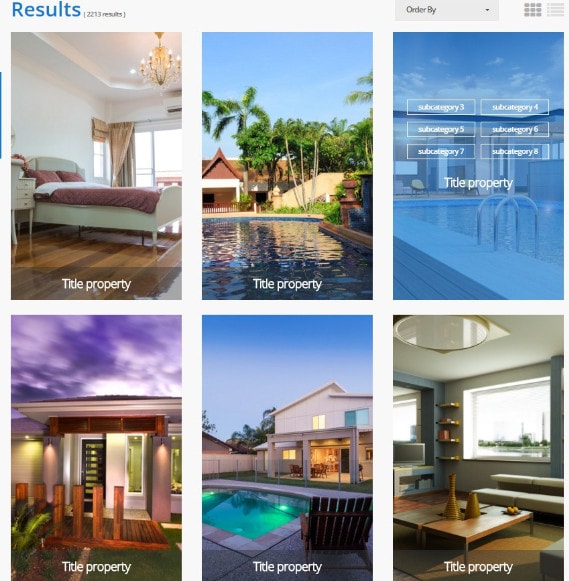 Results ( 2213 results )
Order By
subcategory 3 subcategory 4
subcategory 5 subcategory 6
subcategory 7 subcategory 8
Title property
Title property
Title property
Title property
Title property
Title property